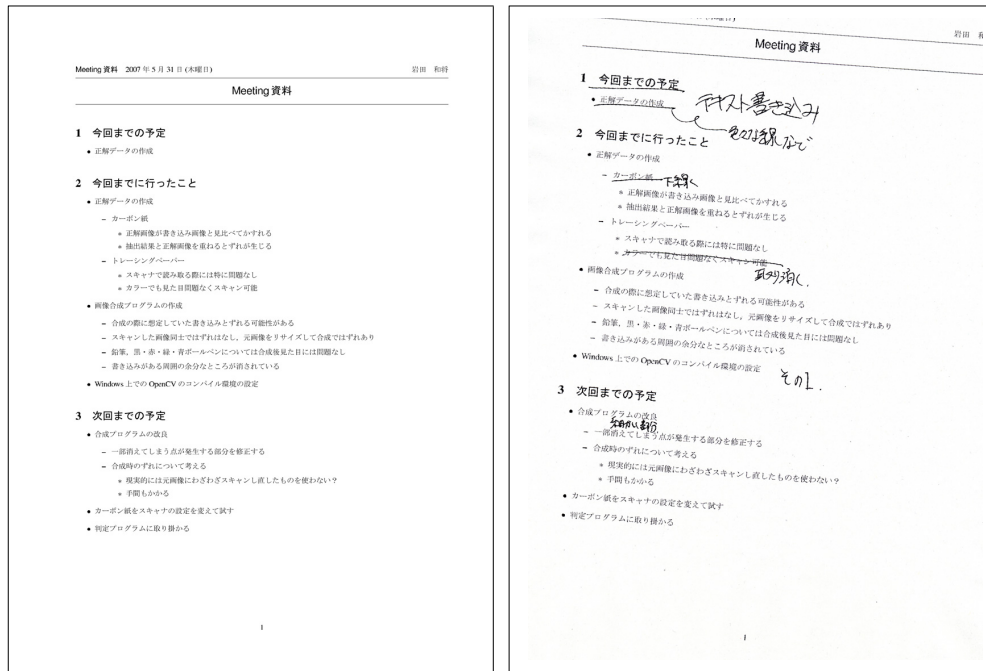 Meeting 資料 2007 年 5 月 31 日 (木曜日) 岩田 和将
Meeting 資料
1 今回までの予定
• 正解データの作成
2 今回までに行ったこと
• 正解データの作成
– カーボン紙
* 正解画像が書き込み画像と見比べてかすれる
* 抽出結果と正解画像を重ねるとずれが生じる
– トレーシングペーパー
* スキャナで読み取る際には特に問題なし
* カラーでも見た目問題なくスキャン可能
• 画像合成プログラムの作成
– 合成の際に想定していた書き込みとずれる可能性がある
– スキャンした画像同士ではずれはなし,元画像をリサイズして合成ではずれあり
– 鉛筆,黒・赤・緑・青ボールペンについては合成後見た目には問題なし
– 書き込みがある周囲の余分なところが消されている
• Windows 上での OpenCV のコンパイル環境の設定
3 次回までの予定
• 合成プログラムの改良
– 一部消えてしまう点が発生する部分を修正する
– 合成時のずれについて考える
* 現実的には元画像にわざわざスキャンし直したものを使わない?
* 手間もかかる
• カーボン紙をスキャナの設定を変えて試す
• 判定プログラムに取り掛かる
1
岩田
Meeting 資料
1 今回までの予定
• 正解データの作成 テキスト書き込み
色々な線など
2 今回までに行ったこと
• 正解データの作成
– カーボン紙 下線く
* 正解画像が書き込み画像と見比べてかすれる
* 抽出結果と正解画像を重ねるとずれが生じる
– トレーシングペーパー
* スキャナで読み取る際には特に問題なし
* カラーでも見た目問題なくスキャン可能
• 画像合成プログラムの作成
– 合成の際に想定していた書き込みとずれる可能性がある
– スキャンした画像同士ではずれはなし,元画像をリサイズして合成ではずれあり
– 鉛筆,黒・赤・緑・青ボールペンについては合成後見た目には問題なし
– 書き込みがある周囲の余分なところが消されている
• Windows 上での OpenCV のコンパイル環境の設定
その1.
3 次回までの予定
• 合成プログラムの改良
– 一部消えてしまう点が発生する部分を修正する
– 合成時のずれについて考える
* 現実的には元画像にわざわざスキャンし直したものを使わない?
* 手間もかかる
• カーボン紙をスキャナの設定を変えて試す
• 判定プログラムに取り掛かる
1